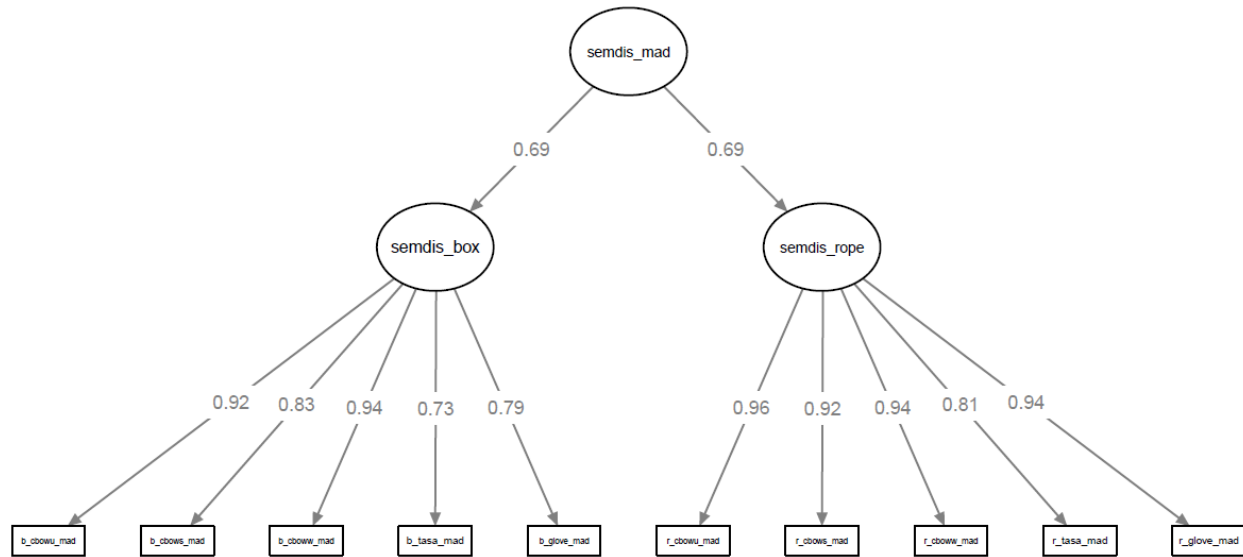 semdis_mad
0.69 0.69
semdis_box semdis_rope
0.92 0.83 0.94 0.73 0.79 0.96 0.92 0.94 0.81 0.94
b_cbowu_mad b_cbows_mad b_cboww_mad b_tasa_mad b_glove_mad r_cbowu_mad r_cbows_mad r_cboww_mad r_tasa_mad r_glove_mad